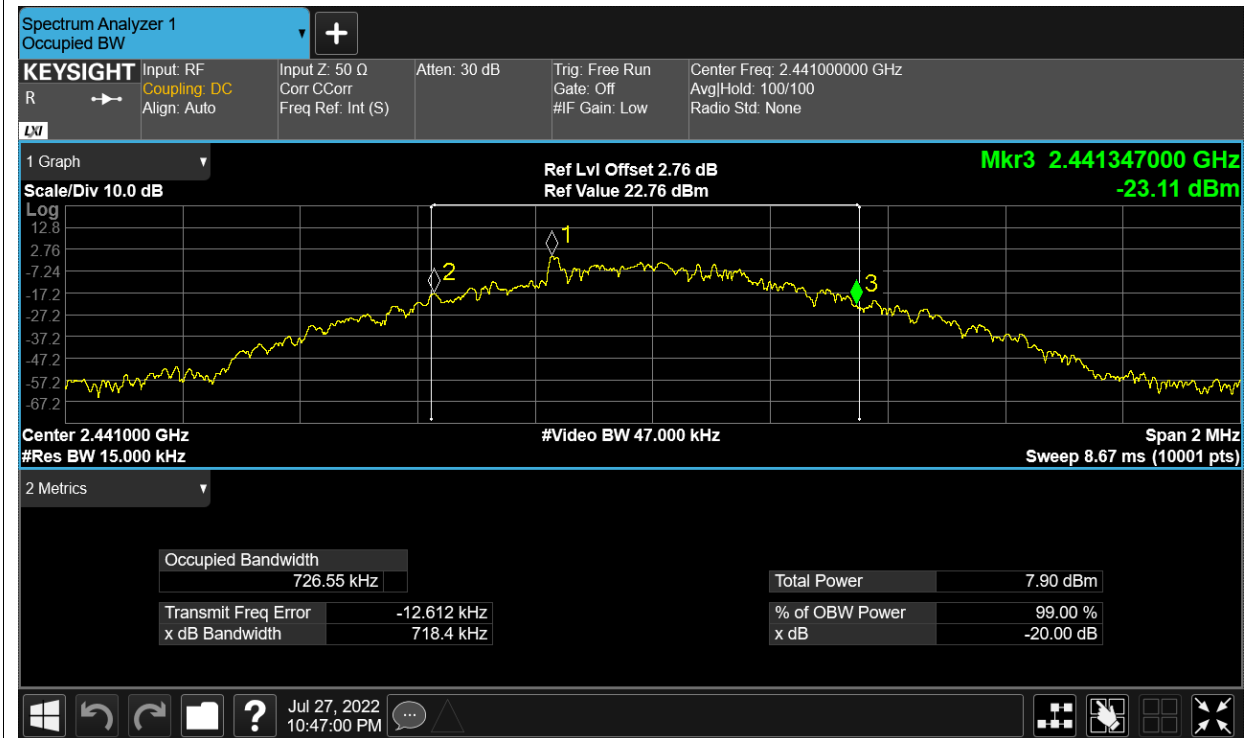 Spectrum Analyzer 1
Occupied BW
KEYSIGHT
R
LXI
Input: RF
Coupling: DC
Align: Auto
Input Z: 50 Ω
Corr CCorr
Freq Ref: Int (S)
Atten: 30 dB
Trig: Free Run
Gate: Off
#IF Gain: Low
Center Freq: 2.441000000 GHz
Avg|Hold: 100/100
Radio Std: None
1 Graph
Scale/Div 10.0 dB
Ref Lvl Offset 2.76 dB
Ref Value 22.76 dBm
Mkr3 2.441347000 GHz
-23.11 dBm
Log
12.8
2.76
-7.24
-17.2
-27.2
-37.2
-47.2
-57.2
-67.2
1
2
3
Center 2.441000 GHz
#Res BW 15.000 kHz
#Video BW 47.000 kHz
Span 2 MHz
Sweep 8.67 ms (10001 pts)
2 Metrics
Occupied Bandwidth
726.55 kHz
Transmit Freq Error -12.612 kHz
x dB Bandwidth 718.4 kHz
Total Power 7.90 dBm
% of OBW Power 99.00 %
x dB -20.00 dB
?
Jul 27, 2022
10:47:00 PM